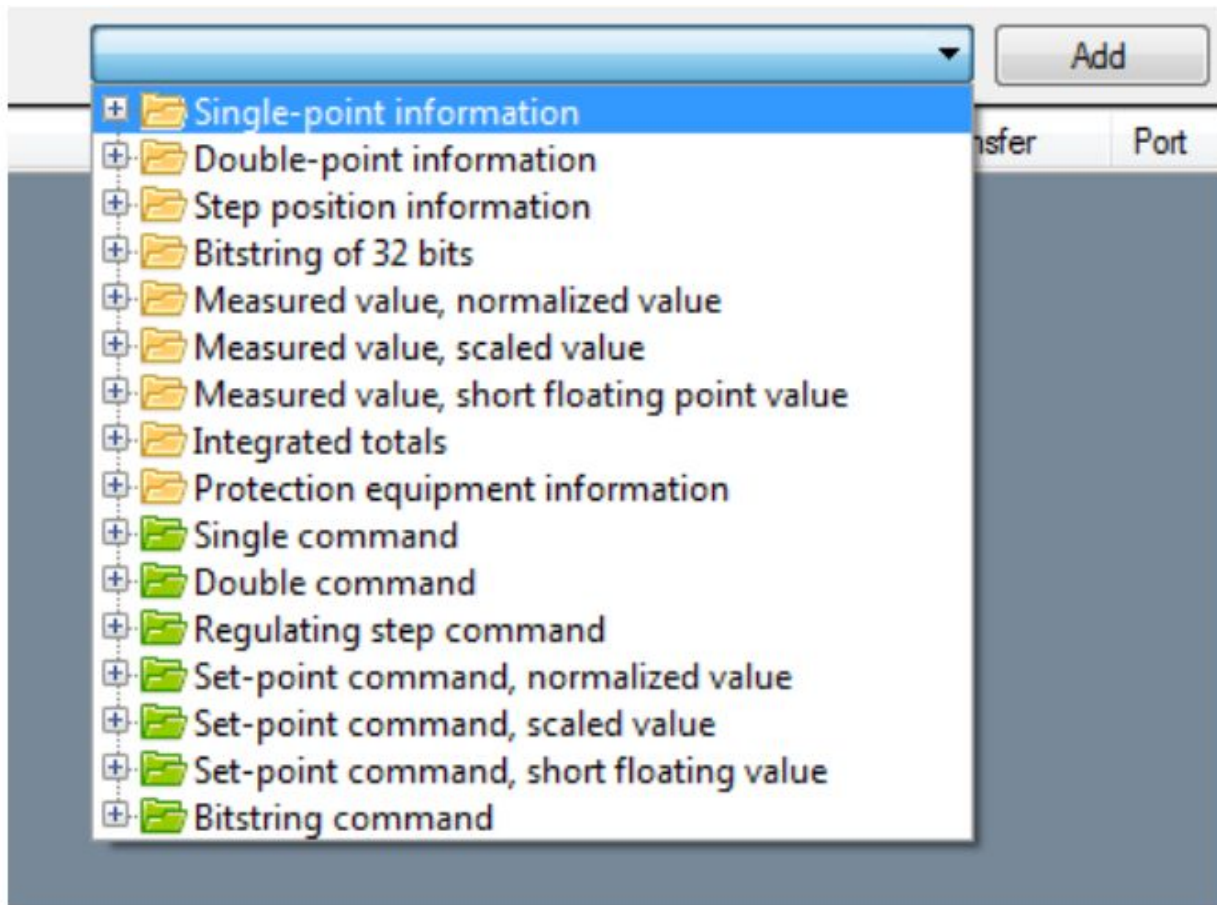 Add
Single-point information
nsfer Port
Double-point information
Step position information
Bitstring of 32 bits
Measured value, normalized value
Measured value, scaled value
Measured value, short floating point value
Integrated totals
Protection equipment information
Single command
Double command
Regulating step command
Set-point command, normalized value
Set-point command, scaled value
Set-point command, short floating value
Bitstring command